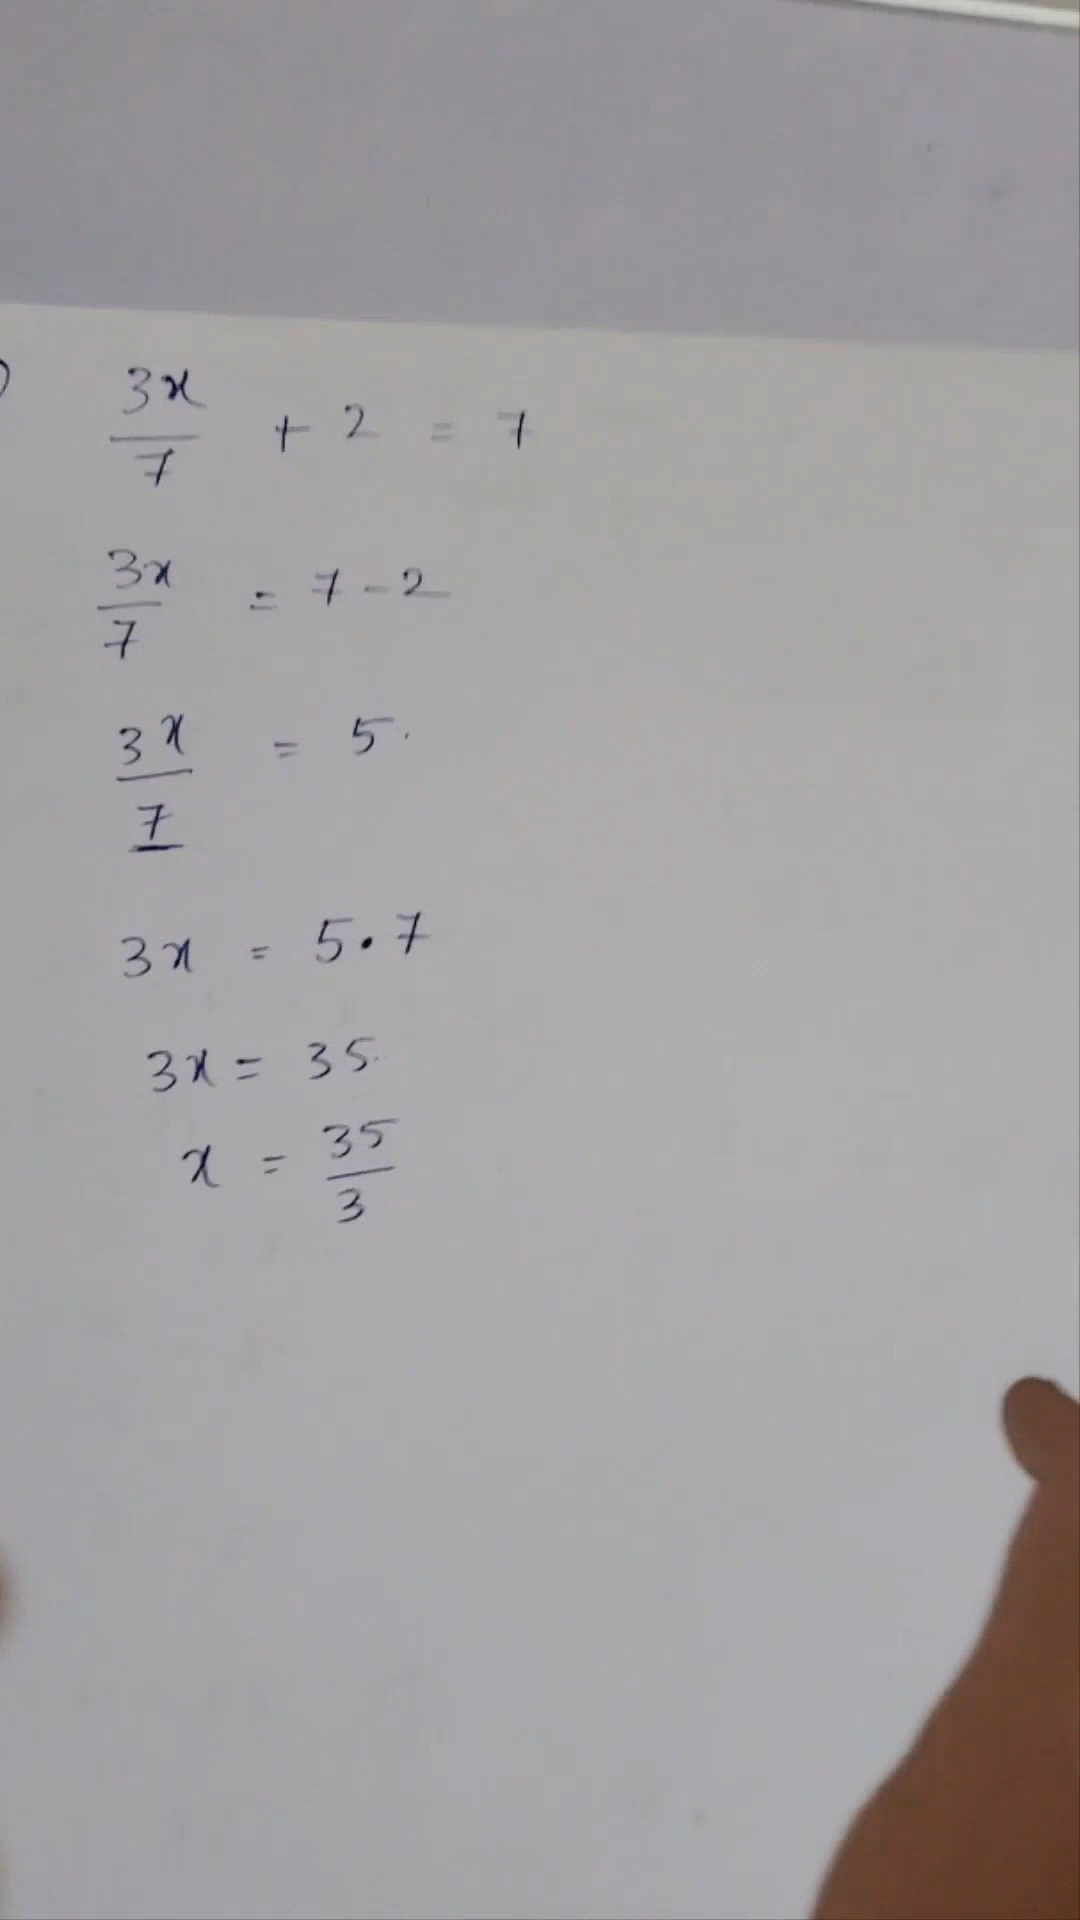 ) 3x/7 + 2 = 7
3x/7 = 7 - 2
3x/7 = 5.
3x = 5 · 7
3x = 35
x = 35/3